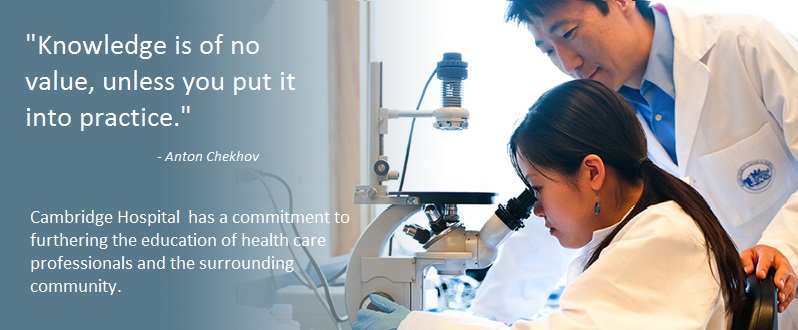 "Knowledge is of no
value, unless you put it
into practice."
- Anton Chekhov
Cambridge Hospital has a commitment to
furthering the education of health care
professionals and the surrounding
community.